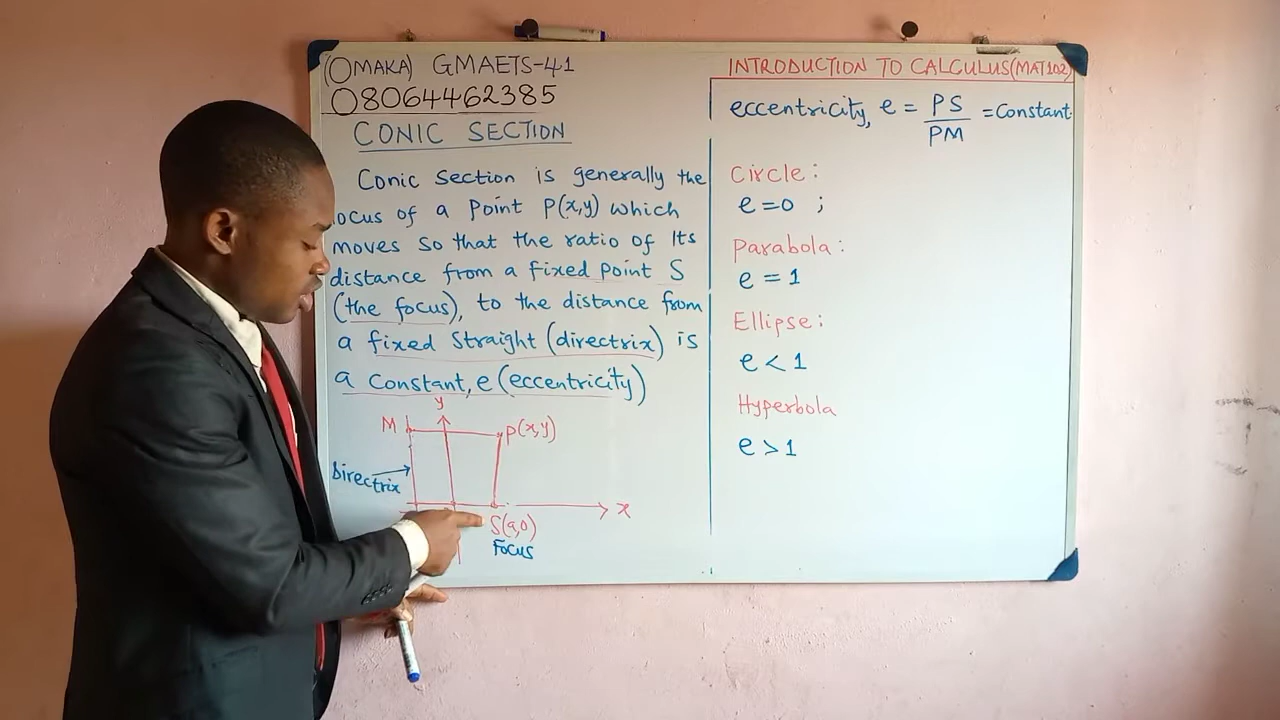 (OMAKA) GMAETS-41
08064462385
CONIC SECTION
Conic Section is generally the
locus of a Point P(x,y) which
moves so that the ratio of Its
distance from a fixed point S
(the focus), to the distance from
a fixed Straight (directrix) is
a Constant, e (eccentricity)
y
M
P(x,y)
Directrix
x
S(a,0)
Focus
INTRODUCTION TO CALCULUS(MAT102)
eccentricity, e = PS/PM = Constant.
Circle:
e=0 ;
Parabola:
e = 1
Ellipse:
e < 1
Hyperbola
e > 1